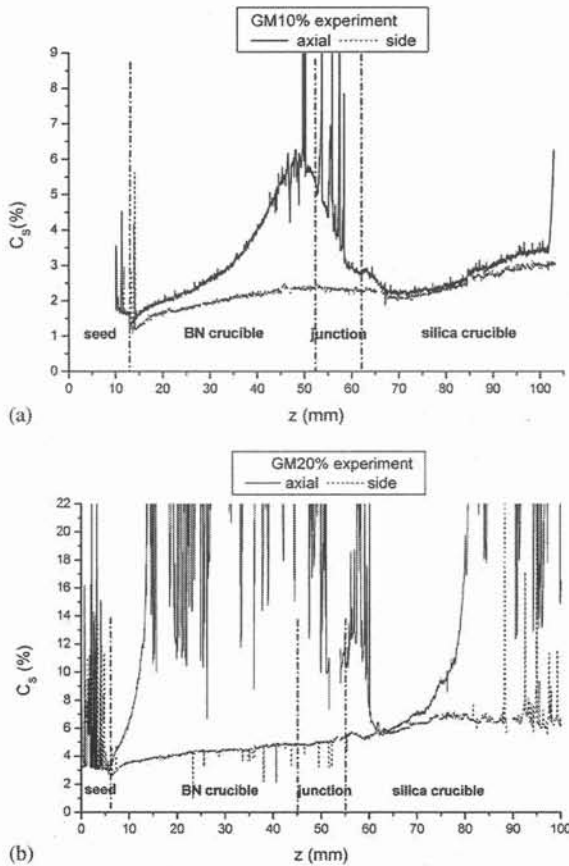 GM10% experiment
axial side
9
8
7
6
5
4
3
2
1
0
C_s(%)
seed BN crucible junction silica crucible
0 10 20 30 40 50 60 70 80 90 100
z (mm)
(a)
GM20% experiment
axial side
22
20
18
16
14
12
10
8
6
4
2
0
C_s (%)
seed BN crucible junction silica crucible
0 10 20 30 40 50 60 70 80 90 100
z (mm)
(b)